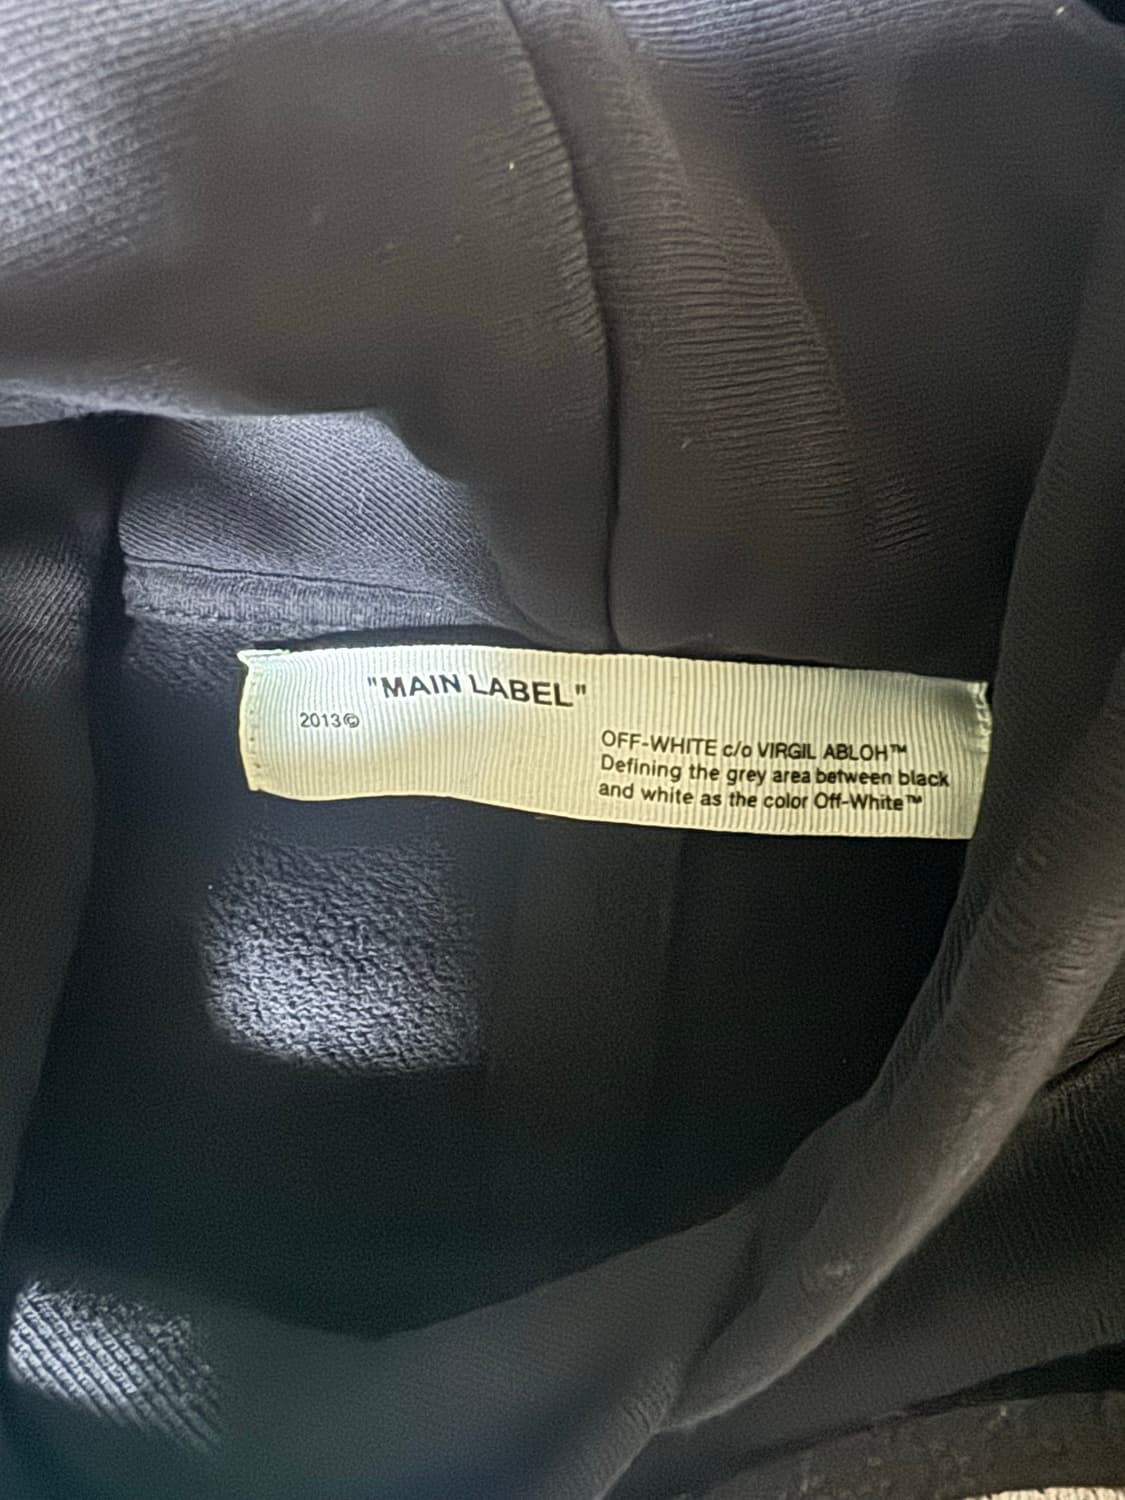 "MAIN LABEL"
2013©
OFF-WHITE c/o VIRGIL ABLOH™
Defining the grey area between black
and white as the color Off-White™